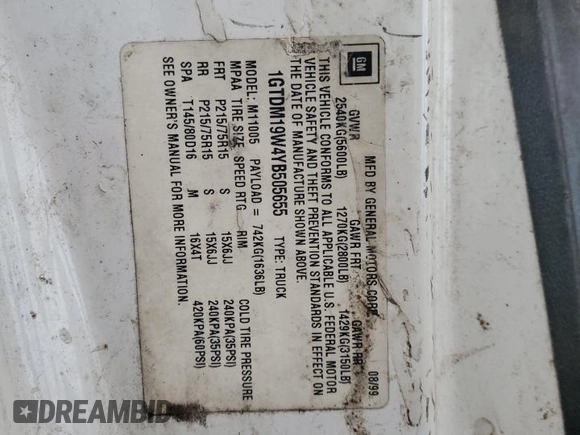 GM
MFD BY GENERAL MOTORS CORP 08/99
GVWR GAWR FRT GAWR RR
2540KG(5600LB) 1270KG(2800LB) 1429KG(3150LB)
THIS VEHICLE CONFORMS TO ALL APPLICABLE U.S. FEDERAL MOTOR
VEHICLE SAFETY AND THEFT PREVENTION STANDARDS IN EFFECT ON
THE DATE OF MANUFACTURE SHOWN ABOVE.
1GTDM19W4YB505665 TYPE: TRUCK
MODEL: M11005 PAYLOAD = 742KG(1636LB)
MPAA TIRE SIZE SPEED RTG RIM COLD TIRE PRESSURE
FRT P215/75R15 S 15X6JJ 240KPA(35PSI)
RR P215/75R15 S 15X6JJ 240KPA(35PSI)
SPA T145/80D16 M 16X4T 420KPA(60PSI)
SEE OWNER'S MANUAL FOR MORE INFORMATION.
DREAMBID